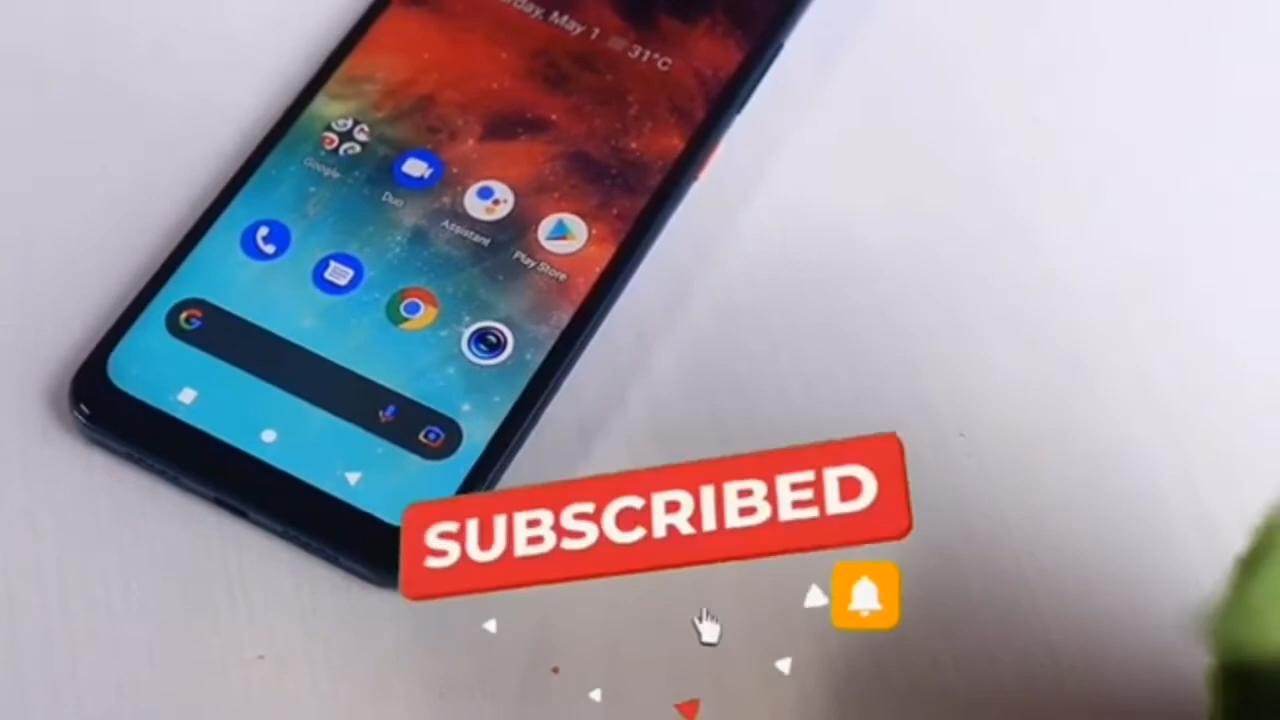 May 1
31°C
Google
Duo
Assistant
Play Store
SUBSCRIBED